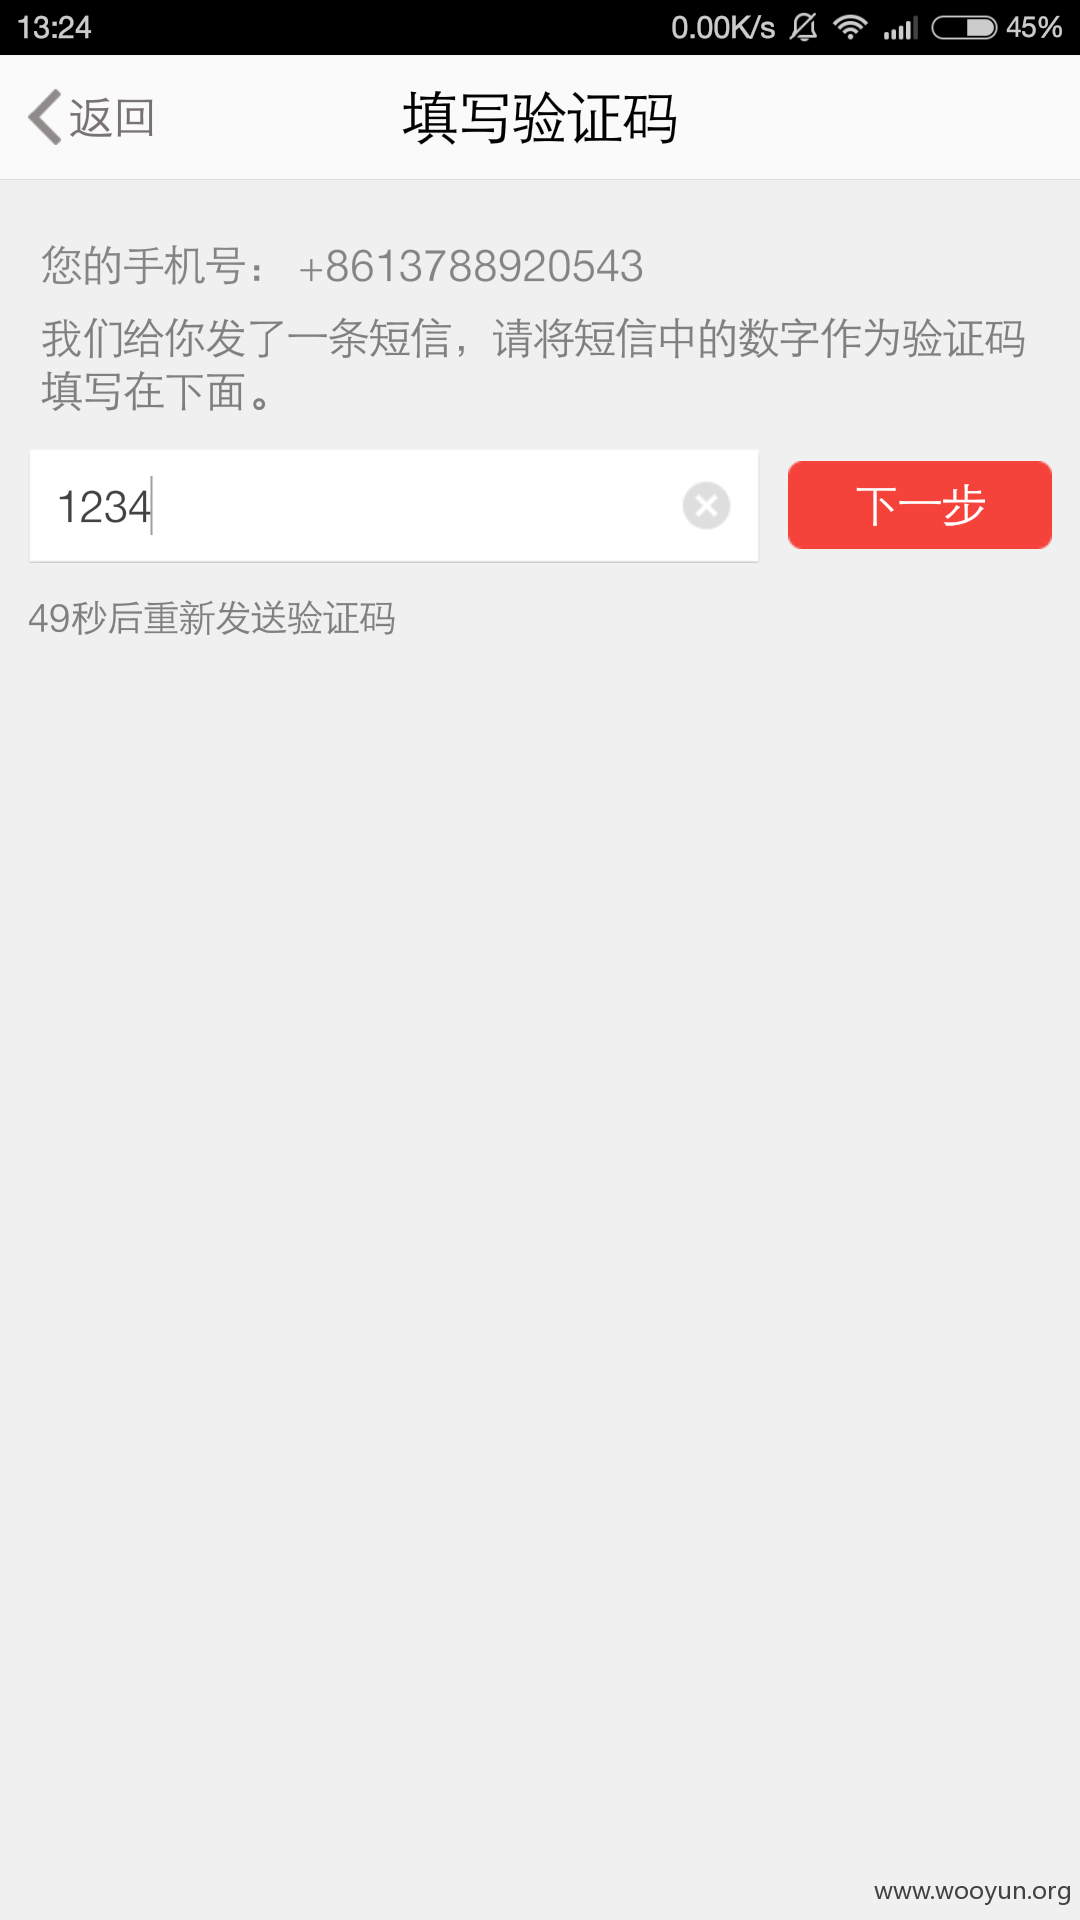 13:24
0.00K/s 45%
返回
填写验证码
您的手机号： +8613788920543
我们给你发了一条短信，请将短信中的数字作为验证码
填写在下面。
1234
下一步
49秒后重新发送验证码
www.wooyun.org